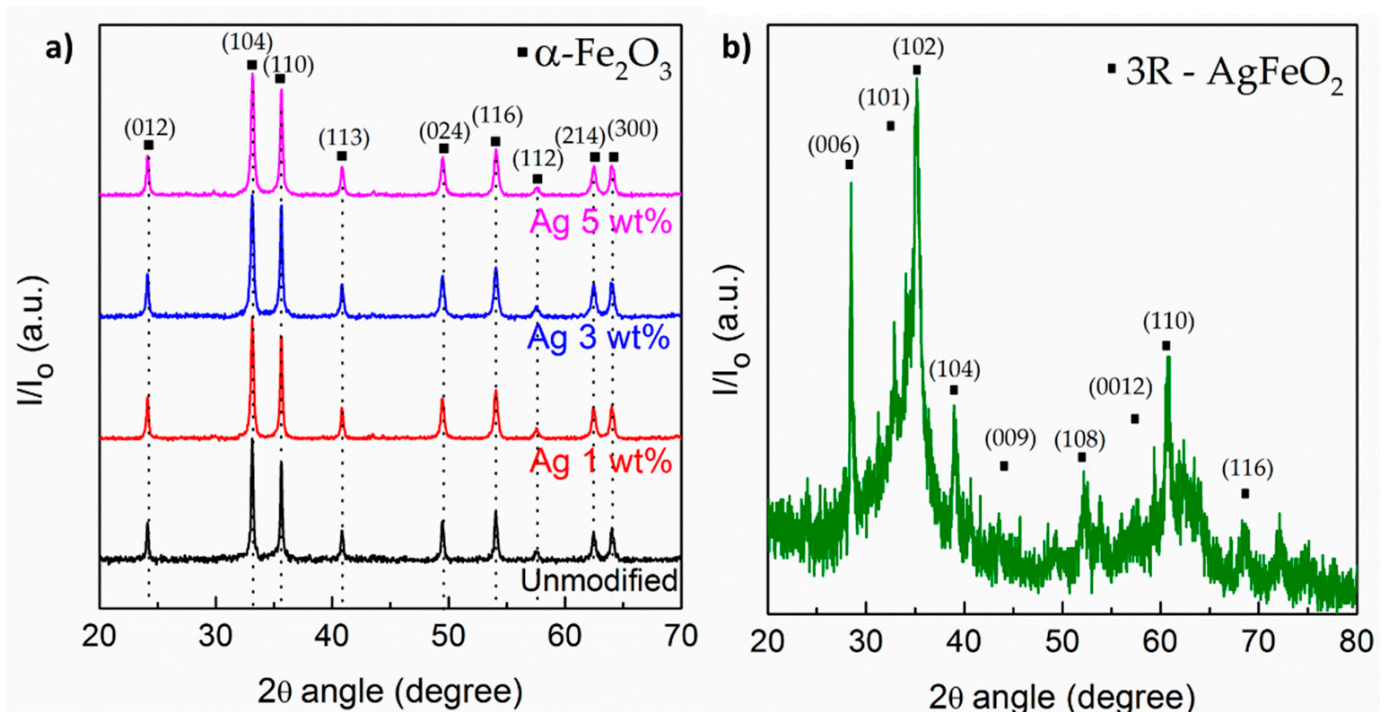 a)
■ α-Fe₂O₃
(104)
(110)
(012)
(113)
(024)
(116)
(112)
(214)
(300)
Ag 5 wt%
Ag 3 wt%
Ag 1 wt%
Unmodified
I/I₀ (a.u.)
20 30 40 50 60 70
2θ angle (degree)
b)
■ 3R - AgFeO₂
(102)
(101)
(006)
(104)
(009)
(108)
(0012)
(110)
(116)
I/I₀ (a.u.)
20 30 40 50 60 70 80
2θ angle (degree)